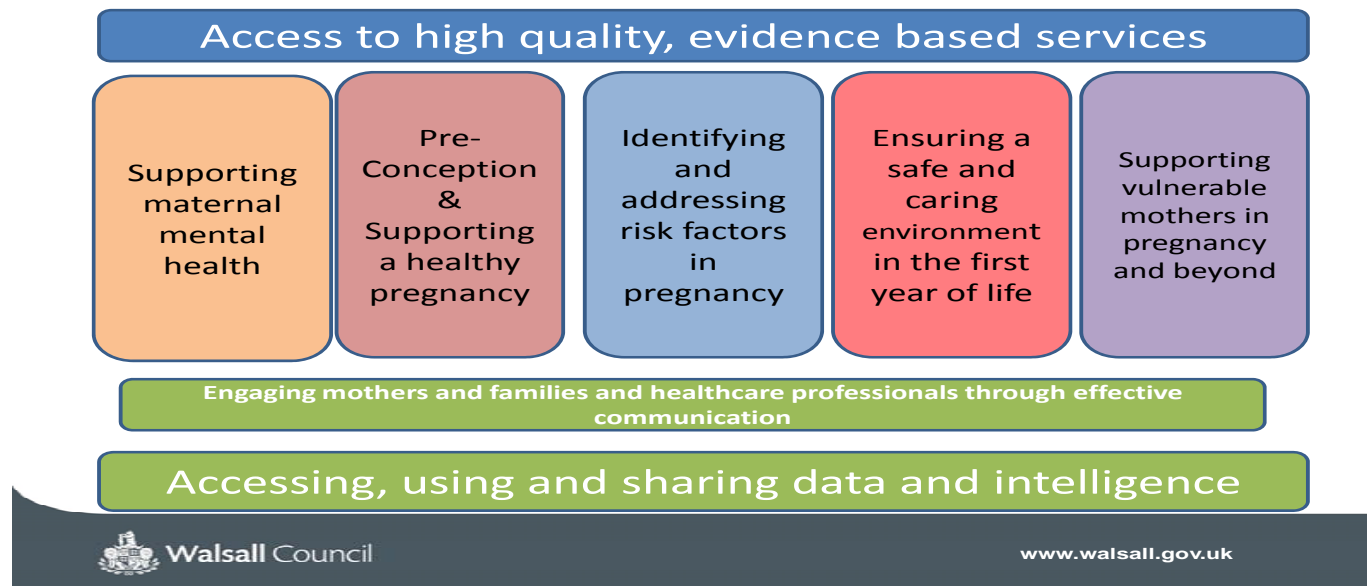 Access to high quality, evidence based services
Supporting
maternal
mental
health
Pre-
Conception
&
Supporting
a healthy
pregnancy
Identifying
and
addressing
risk factors
in
pregnancy
Ensuring a
safe and
caring
environment
in the first
year of life
Supporting
vulnerable
mothers in
pregnancy
and beyond
Engaging mothers and families and healthcare professionals through effective
communication
Accessing, using and sharing data and intelligence
Walsall Council
www.walsall.gov.uk